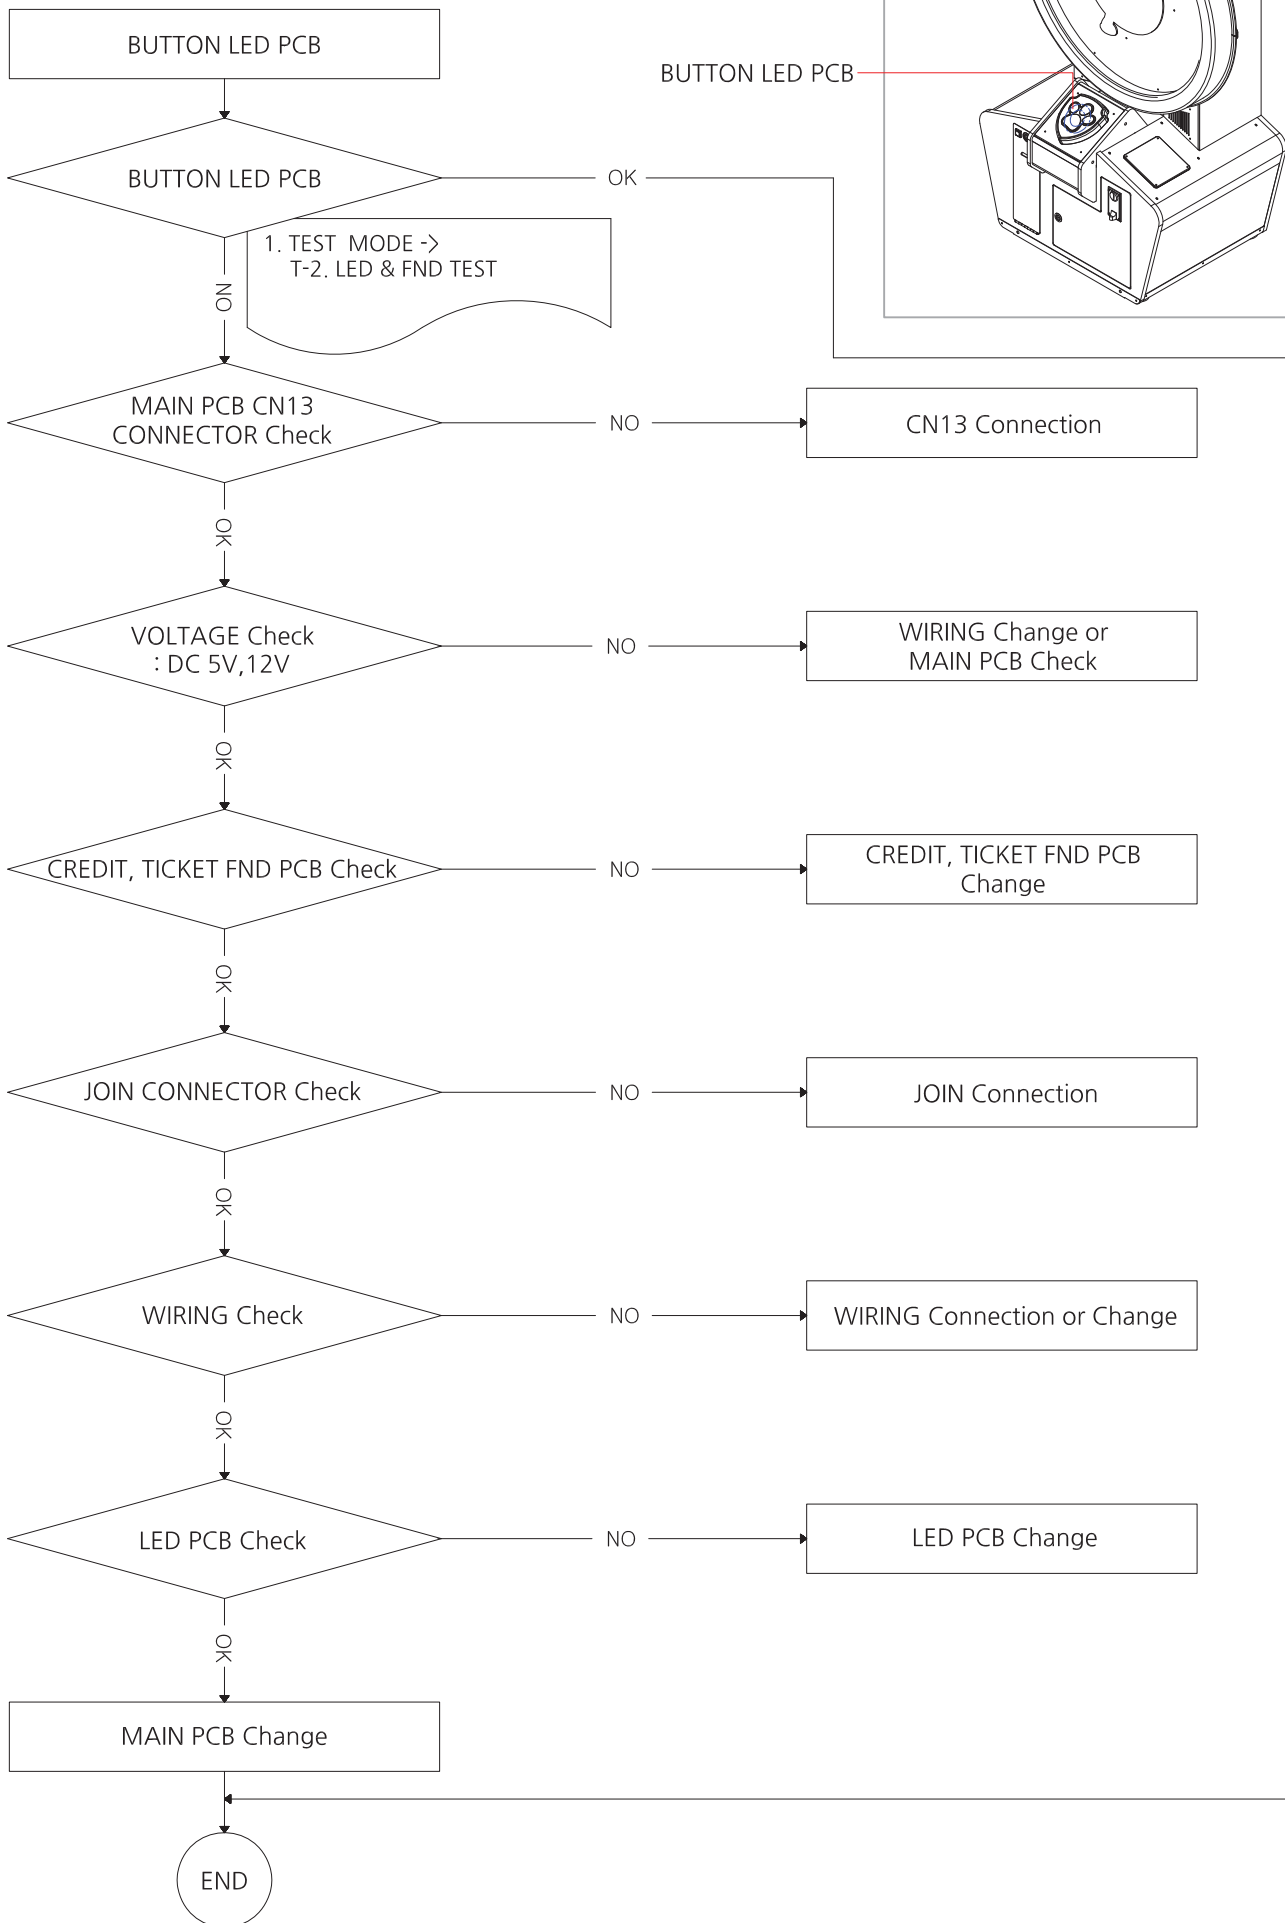 BUTTON LED PCB
BUTTON LED PCB
BUTTON LED PCB
OK
1. TEST MODE ->
T-2. LED & FND TEST
NO
MAIN PCB CN13
CONNECTOR Check
NO
CN13 Connection
OK
VOLTAGE Check
: DC 5V,12V
NO
WIRING Change or
MAIN PCB Check
OK
CREDIT, TICKET FND PCB Check
NO
CREDIT, TICKET FND PCB
Change
OK
JOIN CONNECTOR Check
NO
JOIN Connection
OK
WIRING Check
NO
WIRING Connection or Change
OK
LED PCB Check
NO
LED PCB Change
OK
MAIN PCB Change
END